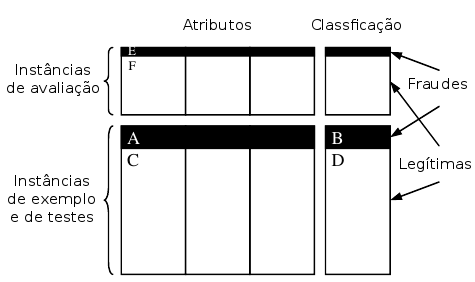 Atributos
Classficação
E
F
Instâncias
de avaliação
Fraudes
A
B
C
D
Legítimas
Instâncias
de exemplo
e de testes